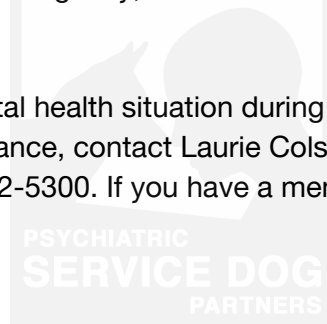 tal health situation during
ance, contact Laurie Cols
2-5300. If you have a mer
PSYCHIATRIC
SERVICE DOG
PARTNERS